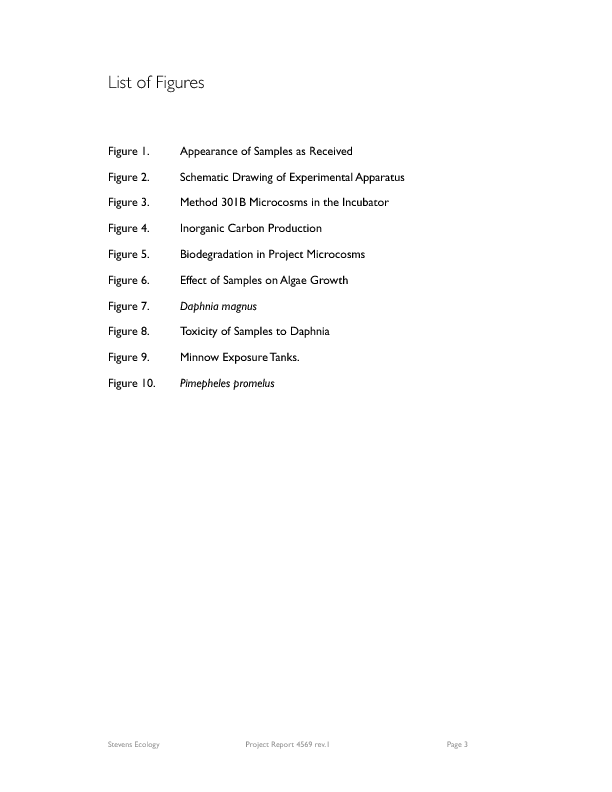 List of Figures
Figure 1. Appearance of Samples as Received
Figure 2. Schematic Drawing of Experimental Apparatus
Figure 3. Method 301B Microcosms in the Incubator
Figure 4. Inorganic Carbon Production
Figure 5. Biodegradation in Project Microcosms
Figure 6. Effect of Samples on Algae Growth
Figure 7. Daphnia magnus
Figure 8. Toxicity of Samples to Daphnia
Figure 9. Minnow Exposure Tanks.
Figure 10. Pimepheles promelus
Stevens Ecology Project Report 4569 rev.1 Page 3